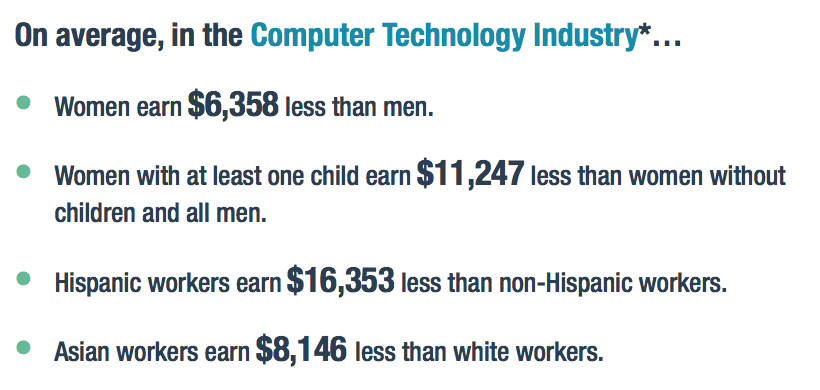 On average, in the Computer Technology Industry*...
Women earn $6,358 less than men.
Women with at least one child earn $11,247 less than women without
children and all men.
Hispanic workers earn $16,353 less than non-Hispanic workers.
Asian workers earn $8,146 less than white workers.